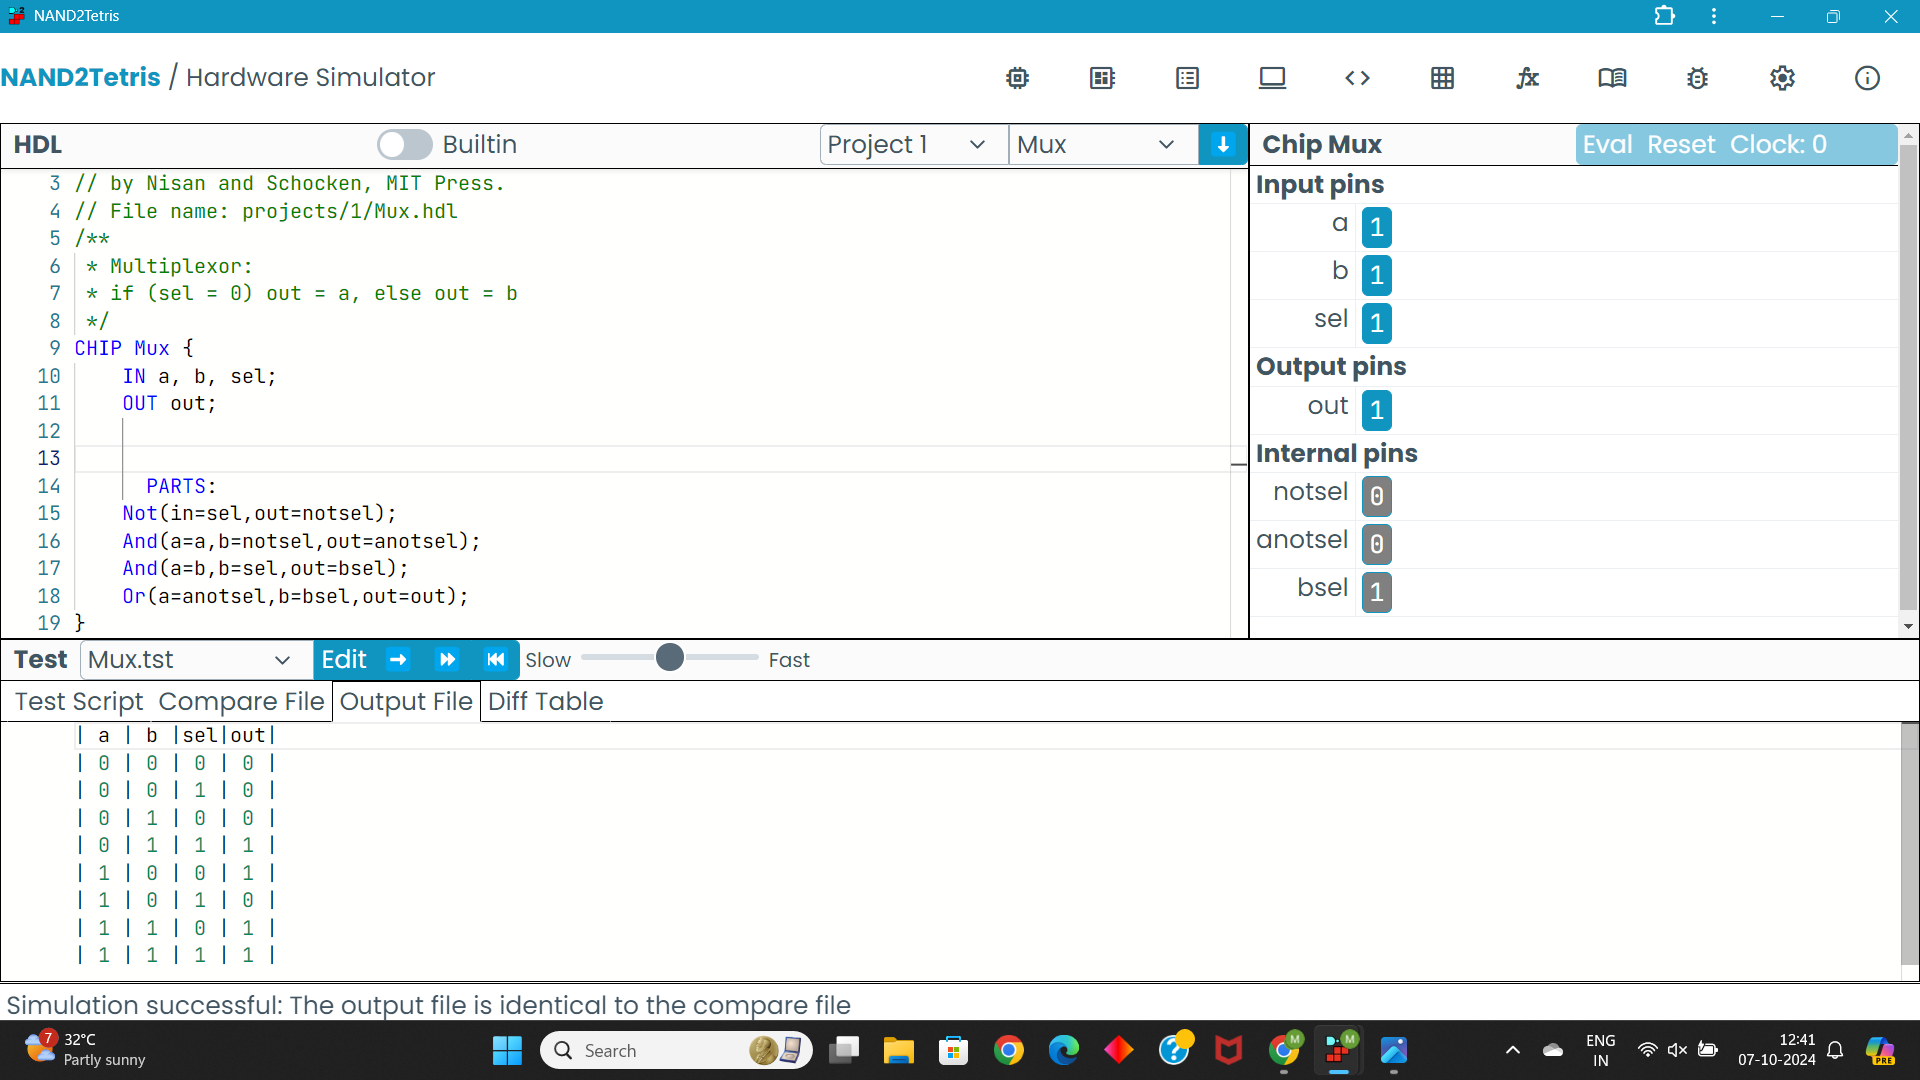 NAND2Tetris
NAND2Tetris / Hardware Simulator
HDL Builtin Project 1 Mux
3 // by Nisan and Schocken, MIT Press.
4 // File name: projects/1/Mux.hdl
5 /**
6 * Multiplexor:
7 * if (sel = 0) out = a, else out = b
8 */
9 CHIP Mux {
10 IN a, b, sel;
11 OUT out;
12
13
14 PARTS:
15 Not(in=sel,out=notsel);
16 And(a=a,b=notsel,out=anotsel);
17 And(a=b,b=sel,out=bsel);
18 Or(a=anotsel,b=bsel,out=out);
19 }
Chip Mux Eval Reset Clock: 0
Input pins
a 1
b 1
sel 1
Output pins
out 1
Internal pins
notsel 0
anotsel 0
bsel 1
Test Mux.tst Edit Slow Fast
Test Script Compare File Output File Diff Table
| a | b |sel|out|
| 0 | 0 | 0 | 0 |
| 0 | 0 | 1 | 0 |
| 0 | 1 | 0 | 0 |
| 0 | 1 | 1 | 1 |
| 1 | 0 | 0 | 1 |
| 1 | 0 | 1 | 0 |
| 1 | 1 | 0 | 1 |
| 1 | 1 | 1 | 1 |
Simulation successful: The output file is identical to the compare file
7 32°C
Partly sunny
Search
M
M
ENG
IN
12:41
07-10-2024
PRE